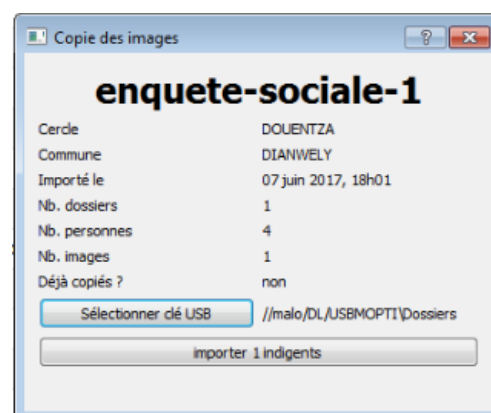 Copie des images
enquete-sociale-1
Cercle DOUENTZA
Commune DIANWELY
Importé le 07 juin 2017, 18h01
Nb. dossiers 1
Nb. personnes 4
Nb. images 1
Déjà copiés ? non
Sélectionner clé USB //malo/DL/USBMOPTI\Dossiers
importer 1 indigents